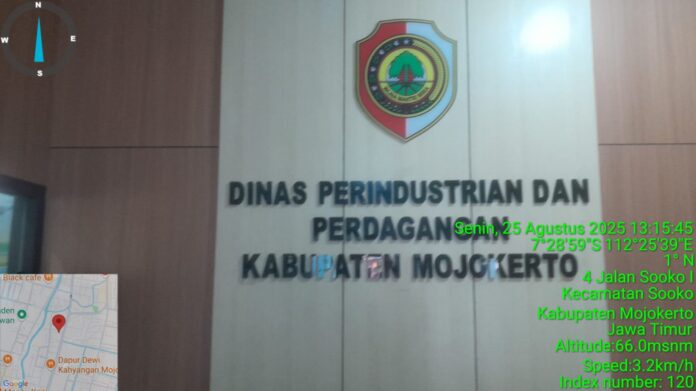 N
W
E
S
DINAS PERINDUSTRIAN DAN
PERDAGANGAN
KABUPATEN MOJOKERTO
Senin, 25 Agustus 2025 13:15:45
7°28'59"S 112°25'39"E
1° N
4 Jalan Sooko I
Kecamatan Sooko
Kabupaten Mojokerto
Jawa Timur
Altitude:66.0msnm
Speed:3.2km/h
Index number: 120
Black cafe
Dapur Dewi
Kahyangan Mojo
Google